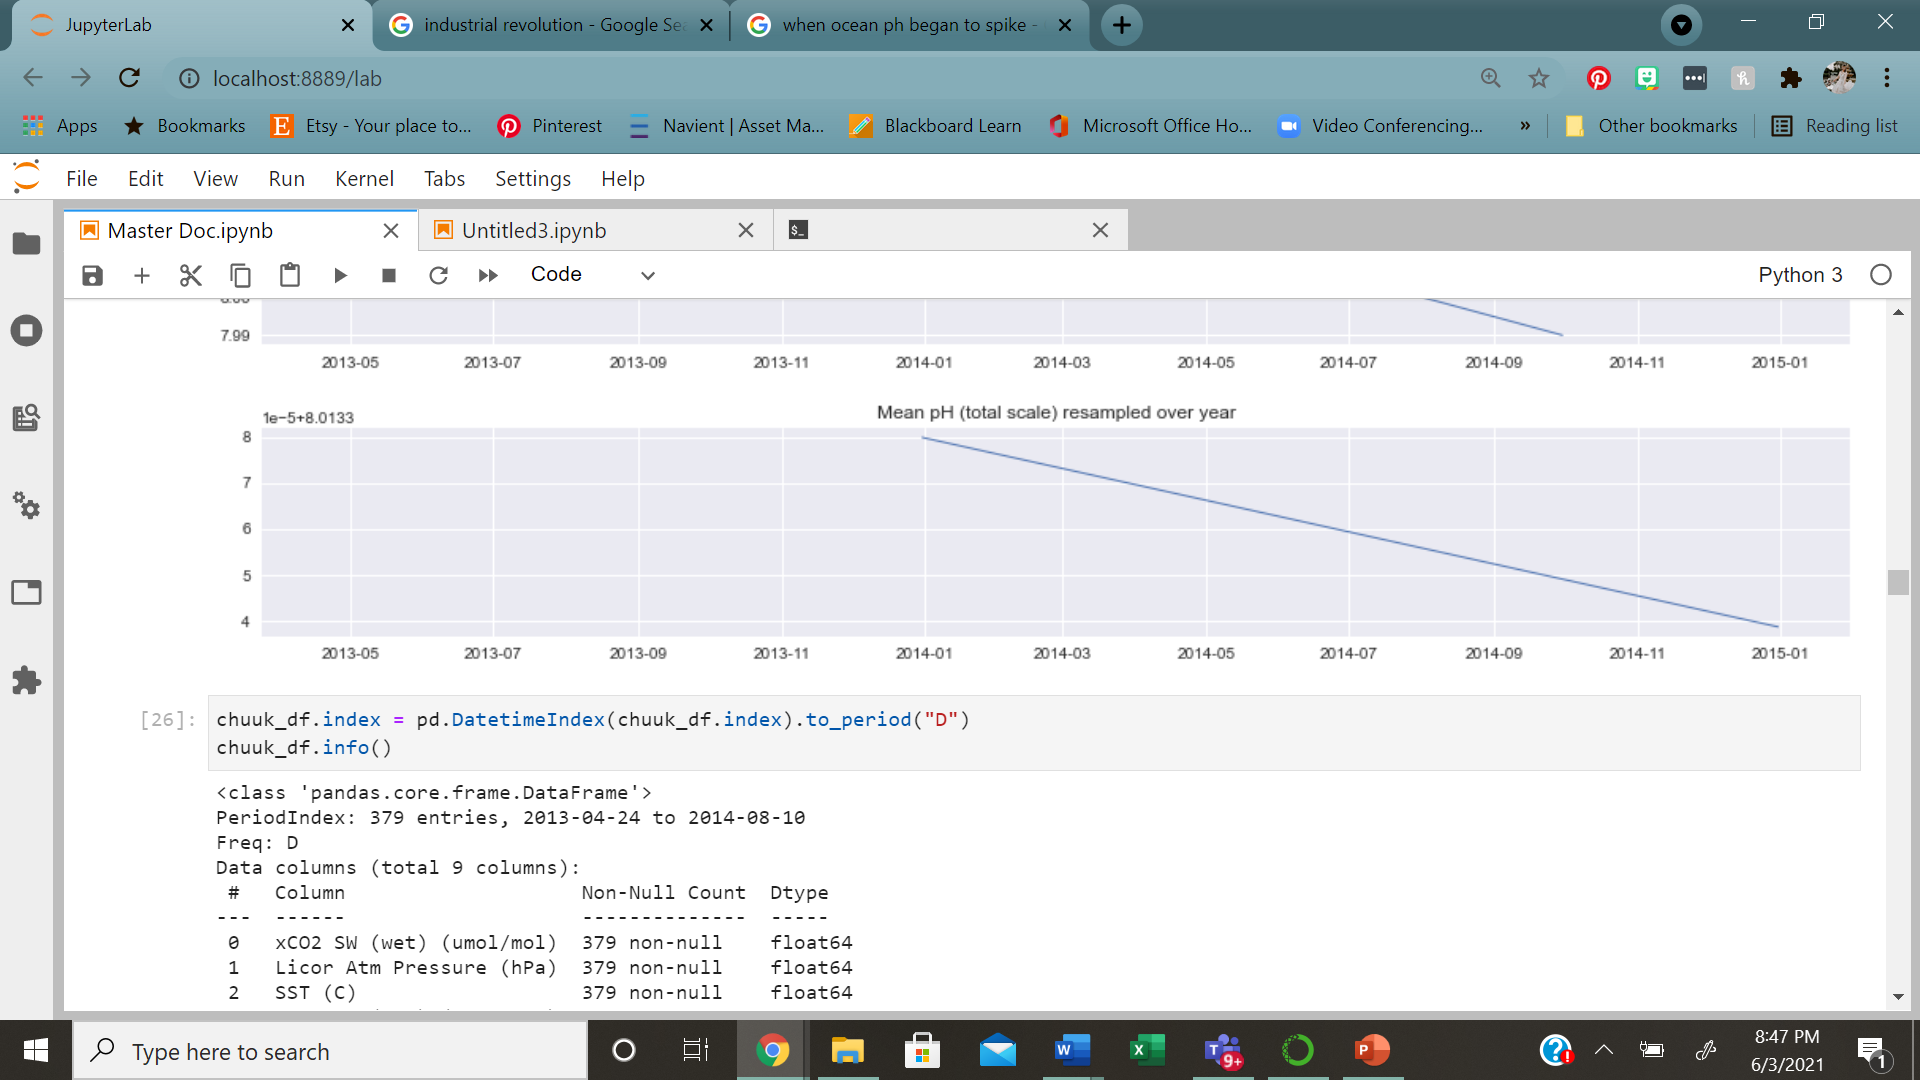 JupyterLab
industrial revolution - Google Sea
when ocean ph began to spike -
localhost:8889/lab
Apps
Bookmarks
Etsy - Your place to...
Pinterest
Navient | Asset Ma...
Blackboard Learn
Microsoft Office Ho...
Video Conferencing...
»
Other bookmarks
Reading list
File Edit View Run Kernel Tabs Settings Help
Master Doc.ipynb
Untitled3.ipynb
$_
Code
Python 3
7.99
2013-05 2013-07 2013-09 2013-11 2014-01 2014-03 2014-05 2014-07 2014-09 2014-11 2015-01
1e−5+8.0133
Mean pH (total scale) resampled over year
8
7
6
5
4
2013-05 2013-07 2013-09 2013-11 2014-01 2014-03 2014-05 2014-07 2014-09 2014-11 2015-01
[26]: chuuk_df.index = pd.DatetimeIndex(chuuk_df.index).to_period("D")
chuuk_df.info()
<class 'pandas.core.frame.DataFrame'>
PeriodIndex: 379 entries, 2013-04-24 to 2014-08-10
Freq: D
Data columns (total 9 columns):
# Column Non-Null Count Dtype
--- ------ -------------- -----
0 xCO2 SW (wet) (umol/mol) 379 non-null float64
1 Licor Atm Pressure (hPa) 379 non-null float64
2 SST (C) 379 non-null float64
Type here to search
9+
8:47 PM
6/3/2021
1